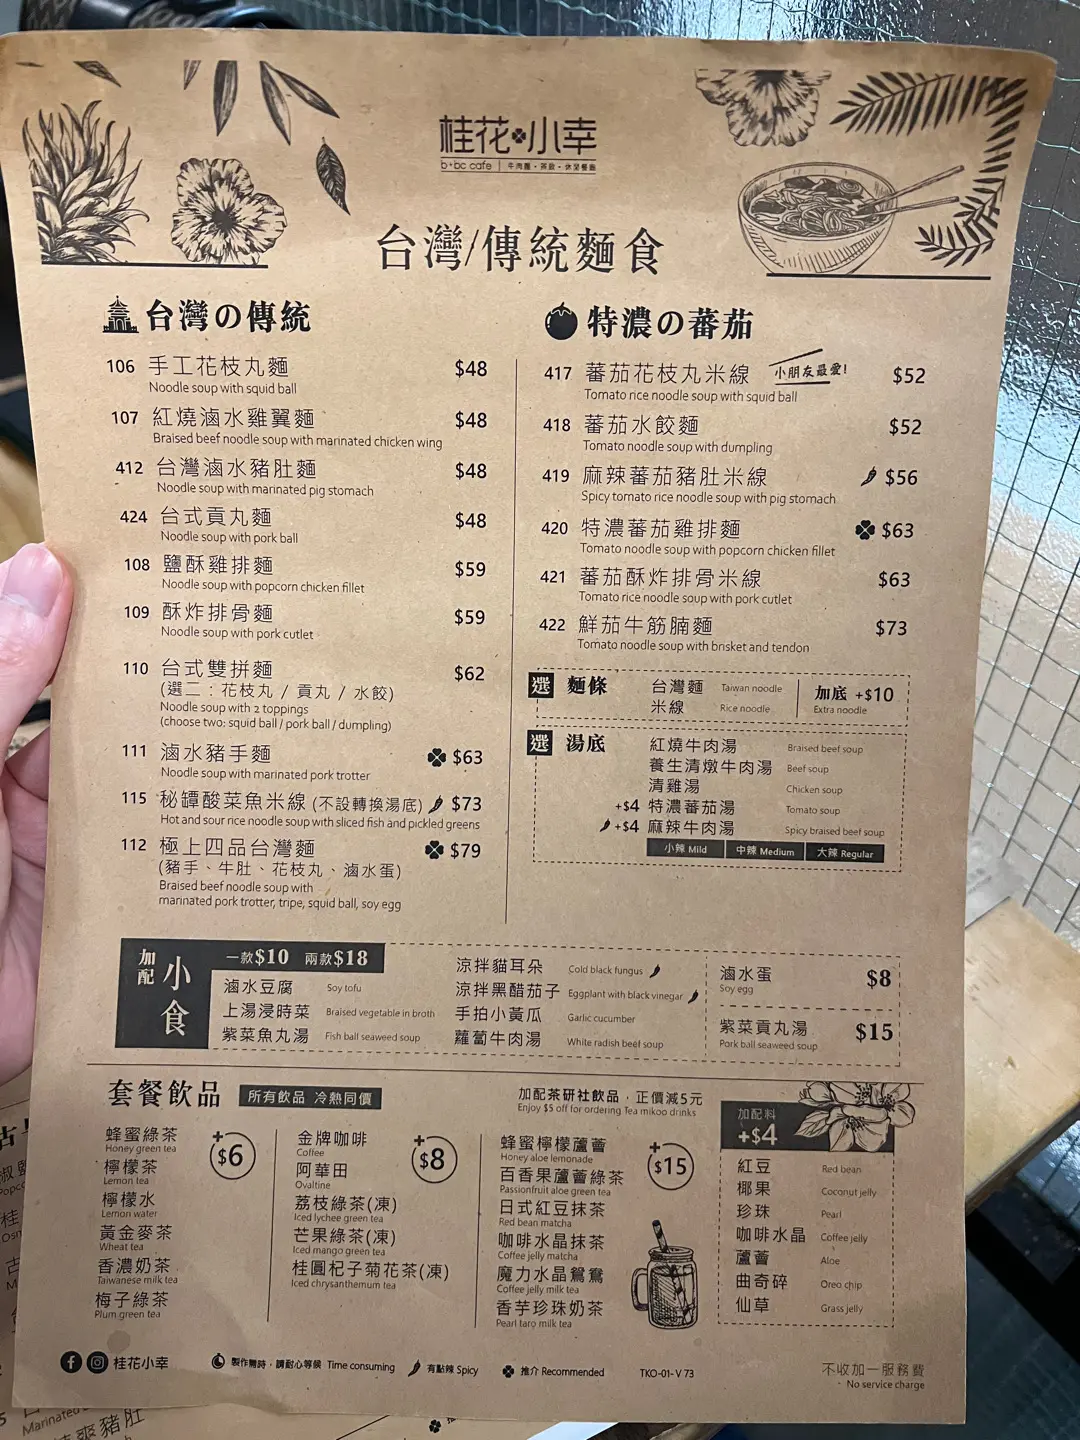 桂花小幸
b+bc cafe | 牛肉麵・茶飲・休閒餐廳
台灣/傳統麵食
台灣の傳統
106 手工花枝丸麵 $48
Noodle soup with squid ball
107 紅燒滷水雞翼麵 $48
Braised beef noodle soup with marinated chicken wing
412 台灣滷水豬肚麵 $48
Noodle soup with marinated pig stomach
424 台式貢丸麵 $48
Noodle soup with pork ball
108 鹽酥雞排麵 $59
Noodle soup with popcorn chicken fillet
109 酥炸排骨麵 $59
Noodle soup with pork cutlet
110 台式雙拼麵 $62
(選二：花枝丸 / 貢丸 / 水餃)
Noodle soup with 2 toppings
(choose two: squid ball / pork ball / dumpling)
111 滷水豬手麵 $63
Noodle soup with marinated pork trotter
115 秘罈酸菜魚米線 (不設轉換湯底) $73
Hot and sour rice noodle soup with sliced fish and pickled greens
112 極上四品台灣麵 $79
(豬手、牛肚、花枝丸、滷水蛋)
Braised beef noodle soup with
marinated pork trotter, tripe, squid ball, soy egg
特濃の蕃茄
417 蕃茄花枝丸米線 小朋友最愛! $52
Tomato rice noodle soup with squid ball
418 蕃茄水餃麵 $52
Tomato noodle soup with dumpling
419 麻辣蕃茄豬肚米線 $56
Spicy tomato rice noodle soup with pig stomach
420 特濃蕃茄雞排麵 $63
Tomato noodle soup with popcorn chicken fillet
421 蕃茄酥炸排骨米線 $63
Tomato rice noodle soup with pork cutlet
422 鮮茄牛筋腩麵 $73
Tomato noodle soup with brisket and tendon
選 麵條
台灣麵 Taiwan noodle
米線 Rice noodle
加底 +$10
Extra noodle
選 湯底
紅燒牛肉湯 Braised beef soup
養生清燉牛肉湯 Beef soup
清雞湯 Chicken soup
+$4 特濃蕃茄湯 Tomato soup
+$4 麻辣牛肉湯 Spicy braised beef soup
小辣 Mild 中辣 Medium 大辣 Regular
加配 小食
一款$10 兩款$18
滷水豆腐 Soy tofu
上湯浸時菜 Braised vegetable in broth
紫菜魚丸湯 Fish ball seaweed soup
涼拌貓耳朵 Cold black fungus
涼拌黑醋茄子 Eggplant with black vinegar
手拍小黃瓜 Garlic cucumber
蘿蔔牛肉湯 White radish beef soup
滷水蛋 $8
Soy egg
紫菜貢丸湯 $15
Pork ball seaweed soup
套餐飲品 所有飲品 冷熱同價
加配茶研社飲品，正價減5元
Enjoy $5 off for ordering Tea mikoo drinks
+$6
蜂蜜綠茶
Honey green tea
檸檬茶
Lemon tea
檸檬水
Lemon water
黃金麥茶
Wheat tea
香濃奶茶
Taiwanese milk tea
梅子綠茶
Plum green tea
+$8
金牌咖啡
Coffee
阿華田
Ovaltine
荔枝綠茶(凍)
Iced lychee green tea
芒果綠茶(凍)
Iced mango green tea
桂圓杞子菊花茶(凍)
Iced chrysanthemum tea
+$15
蜂蜜檸檬蘆薈
Honey aloe lemonade
百香果蘆薈綠茶
Passionfruit aloe green tea
日式紅豆抹茶
Red bean matcha
咖啡水晶抹茶
Coffee jelly matcha
魔力水晶鴛鴦
Coffee jelly milk tea
香芋珍珠奶茶
Pearl taro milk tea
加配料
+$4
紅豆 Red bean
椰果 Coconut jelly
珍珠 Pearl
咖啡水晶 Coffee jelly
蘆薈 Aloe
曲奇碎 Oreo chip
仙草 Grass jelly
桂花小幸
製作需時，請耐心等候 Time consuming
有點辣 Spicy
推介 Recommended
TKO-01-V 73
不收加一服務費
No service charge